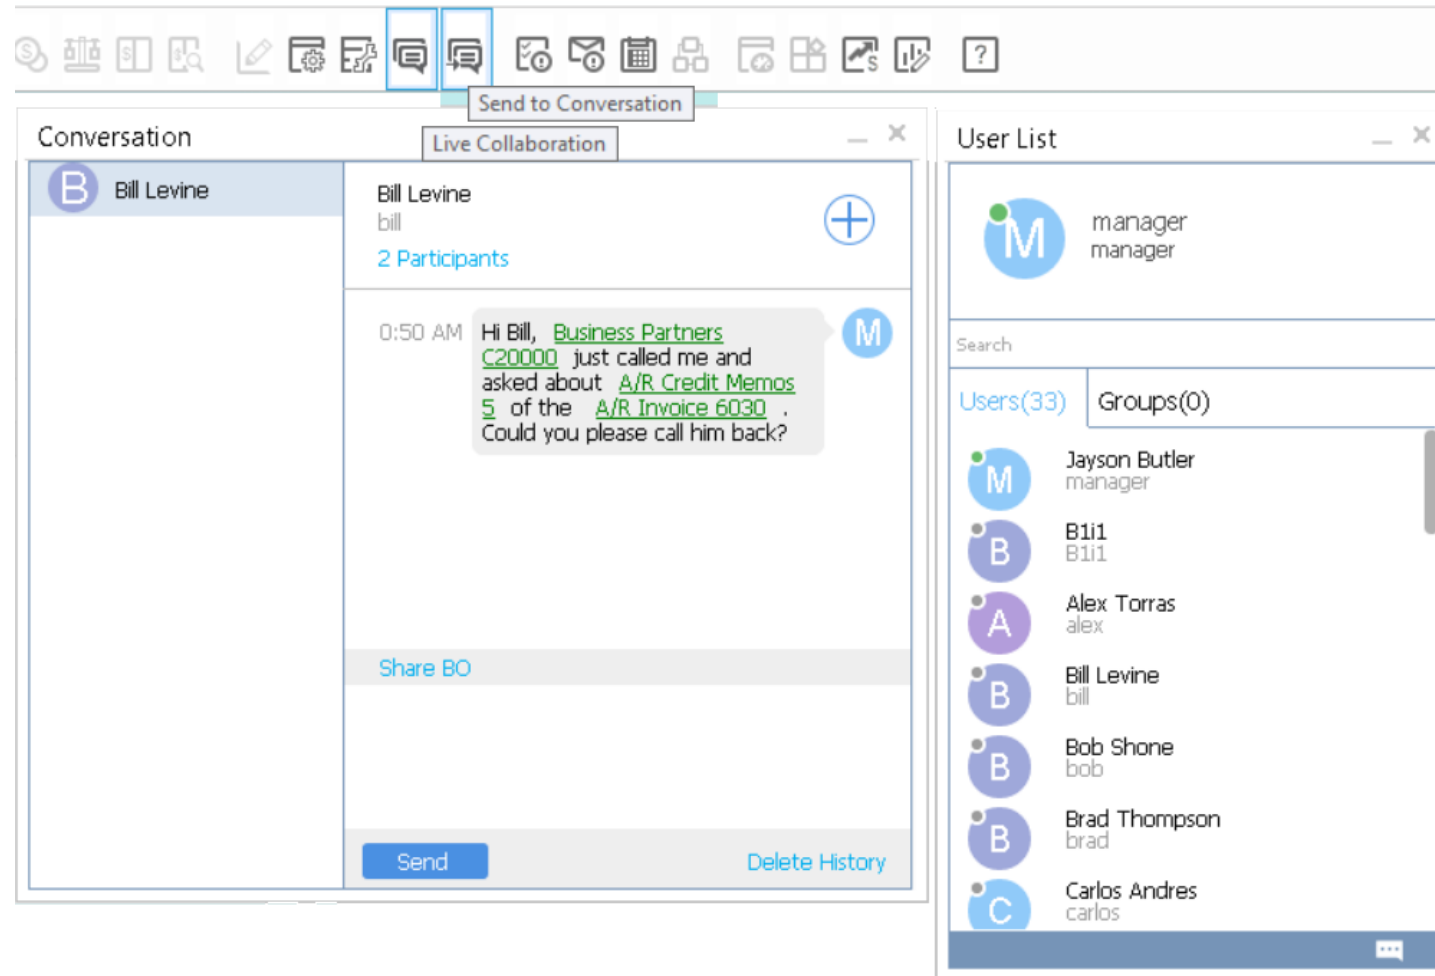 Send to Conversation
Live Collaboration
Conversation
B Bill Levine
Bill Levine
bill
2 Participants
0:50 AM
Hi Bill, Business Partners
C20000 just called me and
asked about A/R Credit Memos
5 of the A/R Invoice 6030 .
Could you please call him back?
M
Share BO
Send
Delete History
User List
M
manager
manager
Search
Users(33)
Groups(0)
M
Jayson Butler
manager
B
B1i1
B1i1
A
Alex Torras
alex
B
Bill Levine
bill
B
Bob Shone
bob
B
Brad Thompson
brad
C
Carlos Andres
carlos